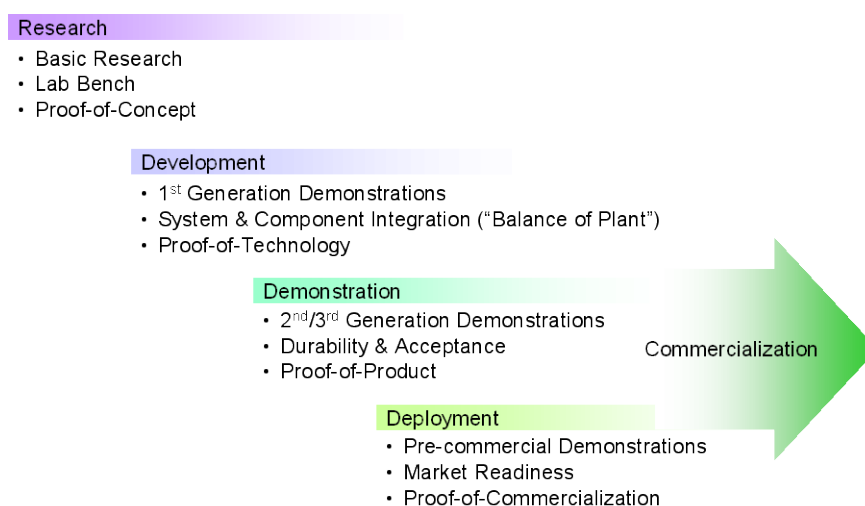 Research
• Basic Research
• Lab Bench
• Proof-of-Concept
Development
• 1st Generation Demonstrations
• System & Component Integration (“Balance of Plant”)
• Proof-of-Technology
Demonstration
• 2nd/3rd Generation Demonstrations
• Durability & Acceptance
• Proof-of-Product
Commercialization
Deployment
• Pre-commercial Demonstrations
• Market Readiness
• Proof-of-Commercialization